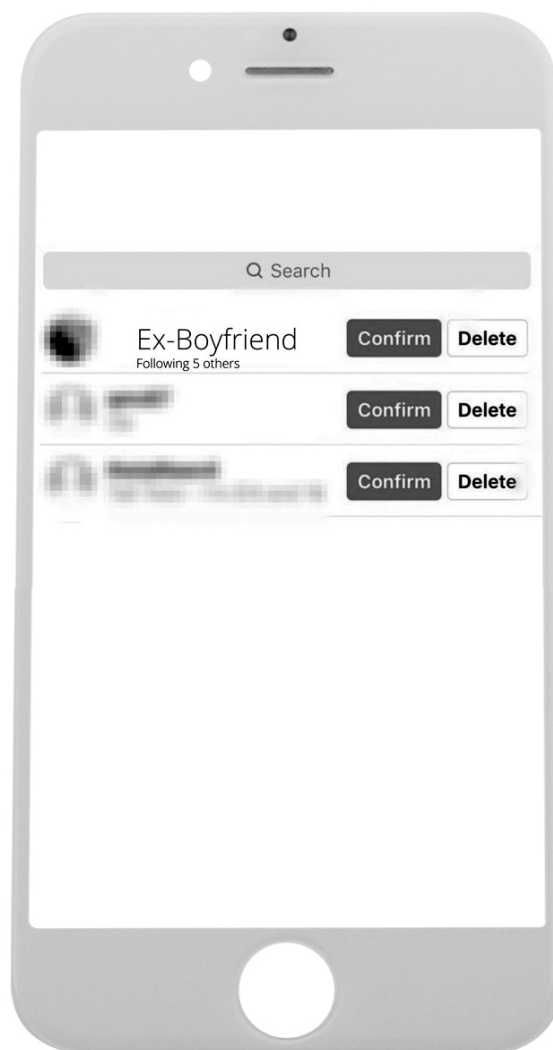 Search
Ex-Boyfriend
Following 5 others
Confirm
Delete
Confirm
Delete
Confirm
Delete